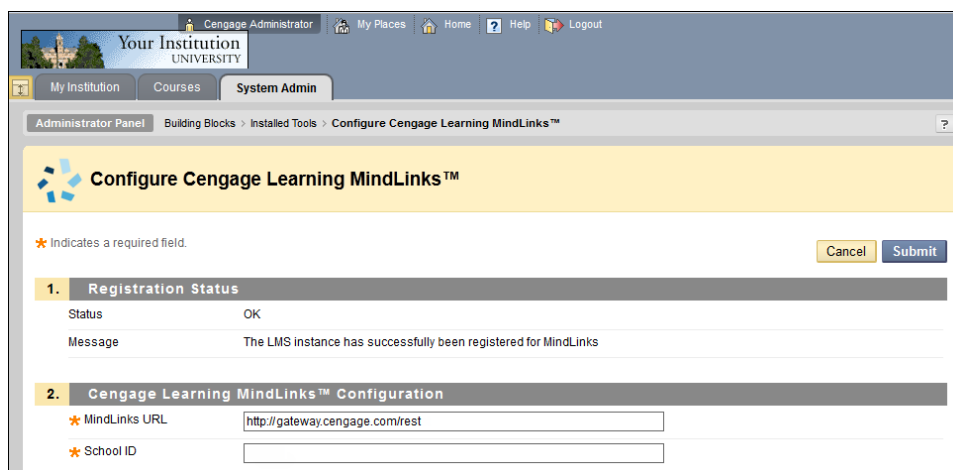 Cengage Administrator My Places Home ? Help Logout
Your Institution
UNIVERSITY
My Institution Courses System Admin
Administrator Panel Building Blocks > Installed Tools > Configure Cengage Learning MindLinks™ ?
Configure Cengage Learning MindLinks™
* Indicates a required field.
Cancel Submit
1. Registration Status
Status OK
Message The LMS instance has successfully been registered for MindLinks
2. Cengage Learning MindLinks™ Configuration
* MindLinks URL http://gateway.cengage.com/rest
* School ID